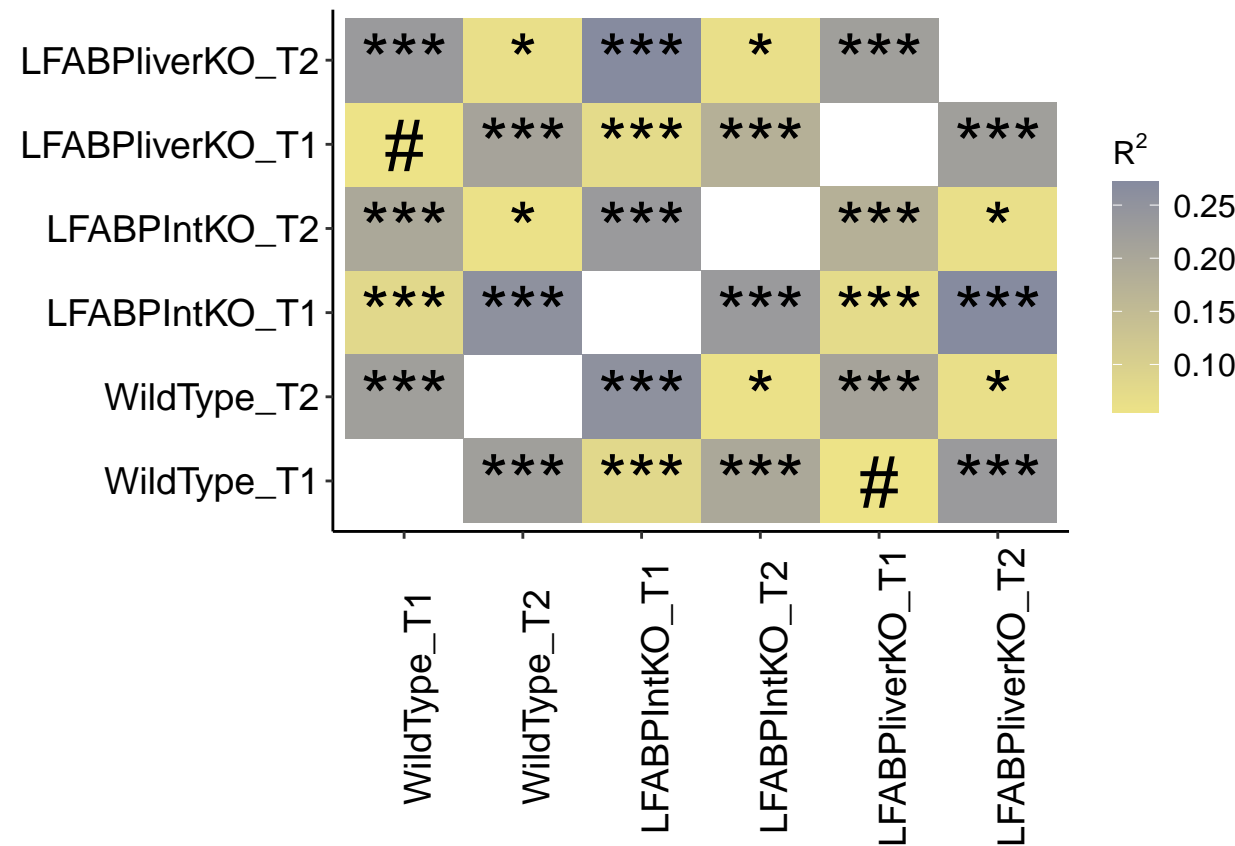 LFABPliverKO_T2 *** * *** * ***
LFABPliverKO_T1 # *** *** *** ***
LFABPIntKO_T2 *** * *** *** *
LFABPIntKO_T1 *** *** *** *** ***
WildType_T2 *** *** * *** *
WildType_T1 *** *** *** # ***
WildType_T1
WildType_T2
LFABPIntKO_T1
LFABPIntKO_T2
LFABPliverKO_T1
LFABPliverKO_T2
R²
0.25
0.20
0.15
0.10